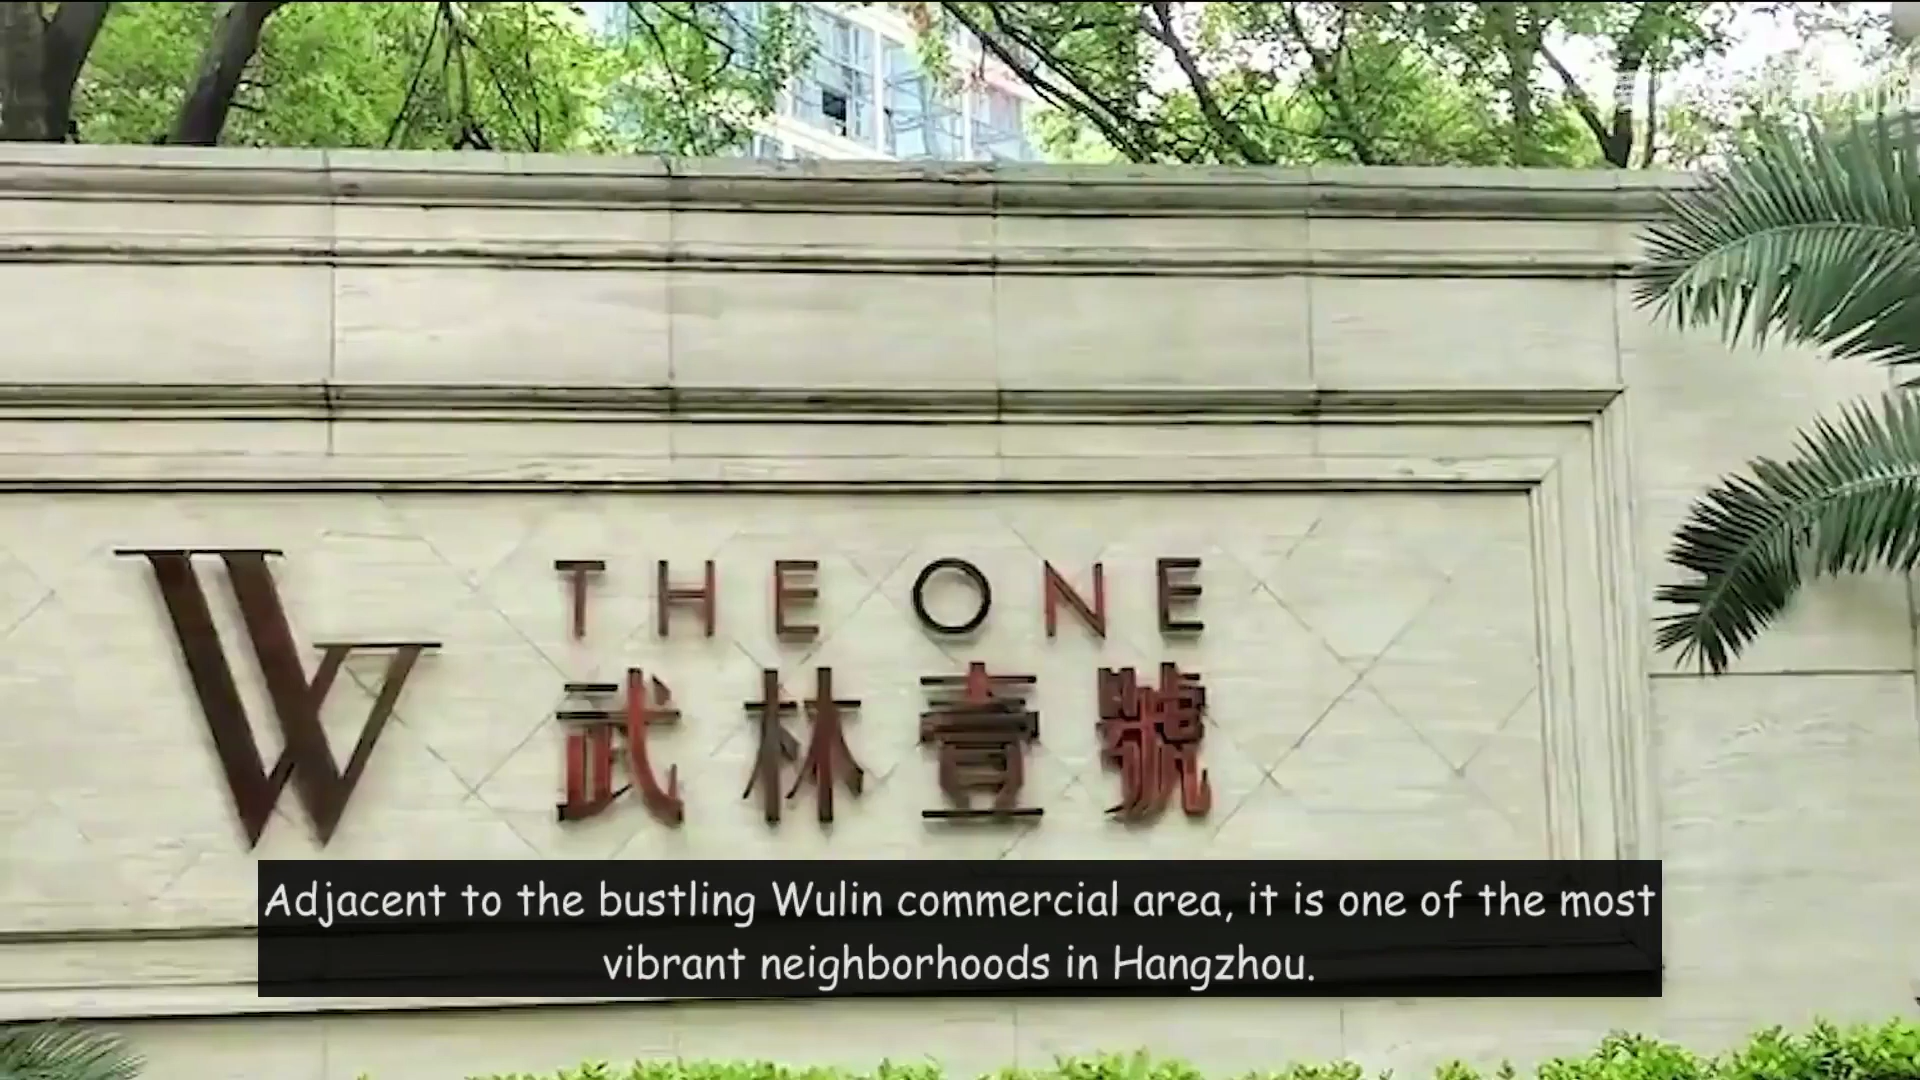 THE ONE
武林壹號
Adjacent to the bustling Wulin commercial area, it is one of the most
vibrant neighborhoods in Hangzhou.